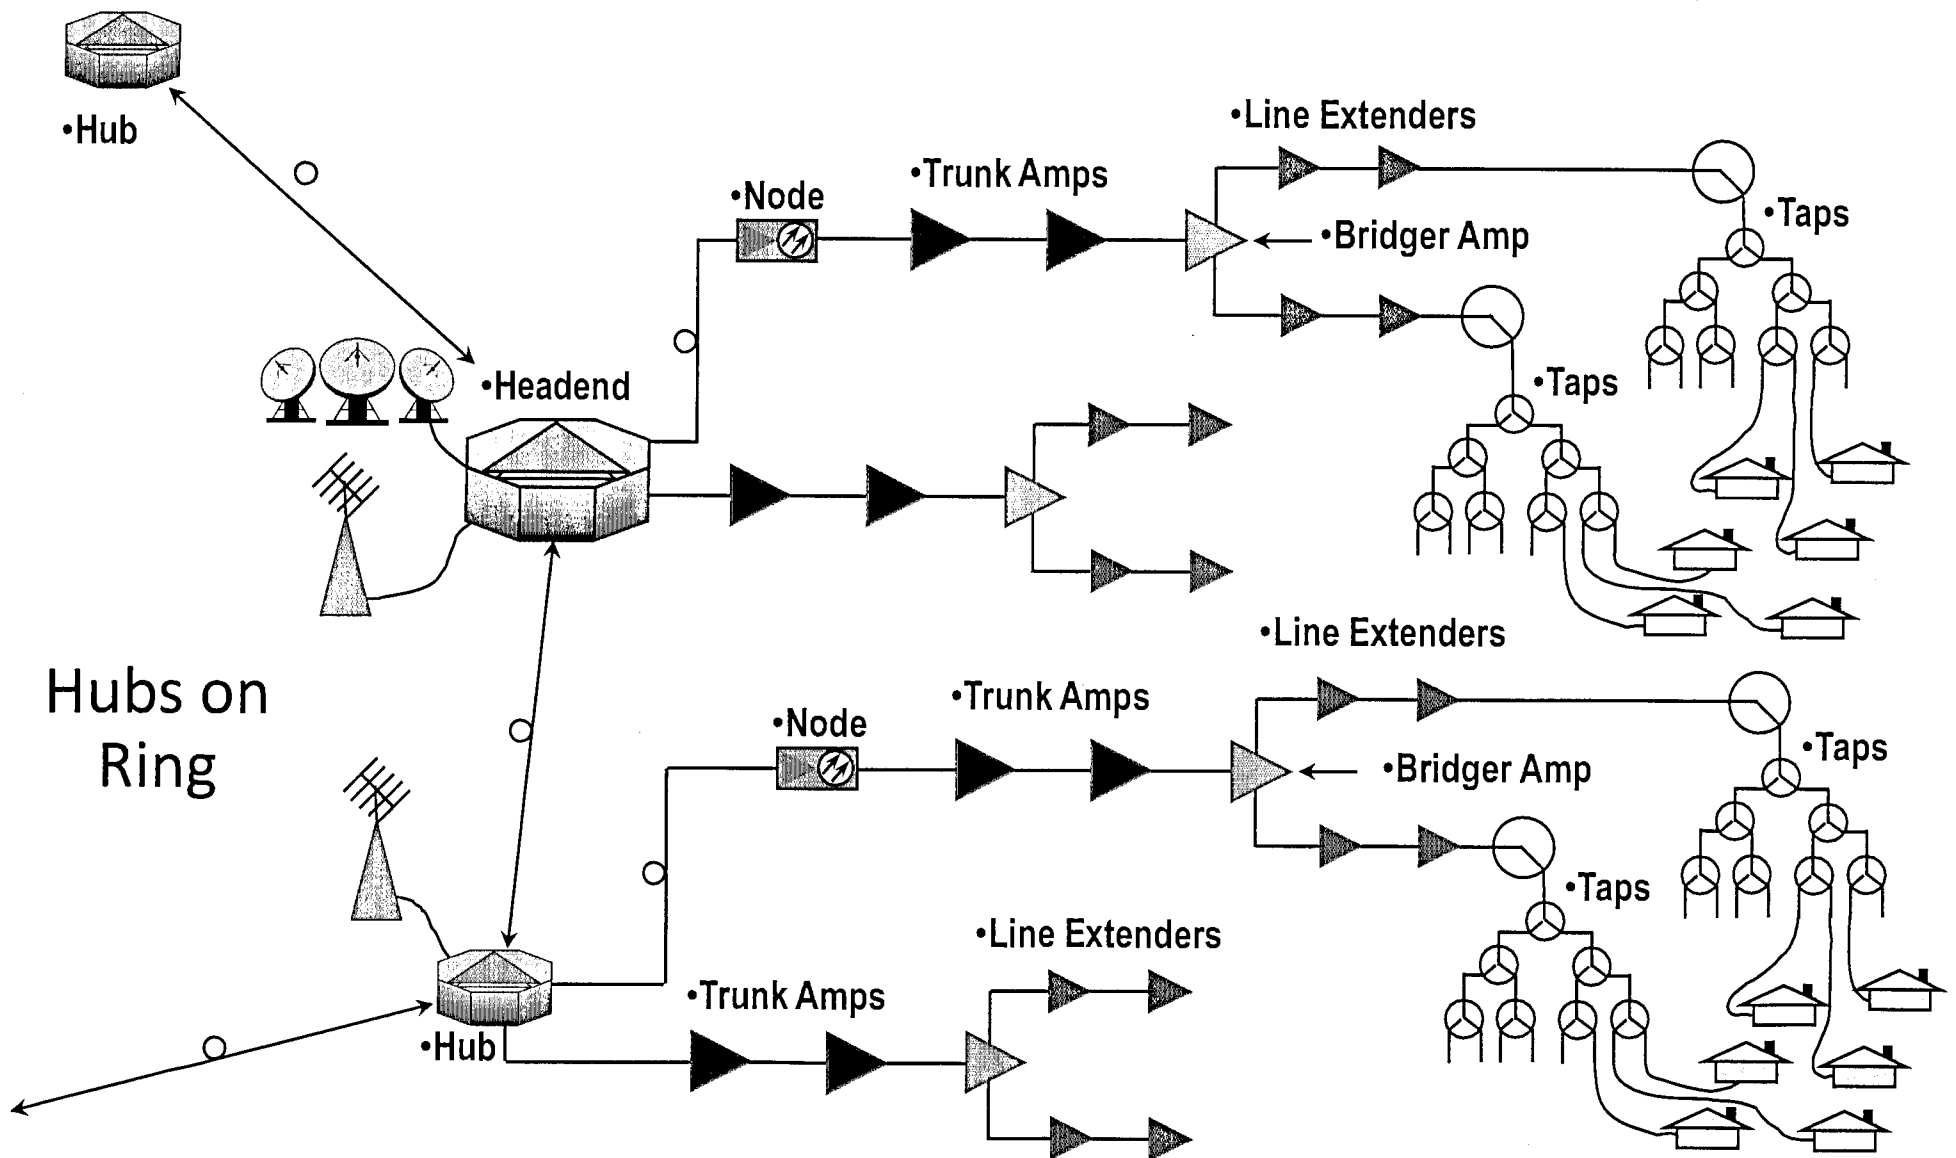 •Hub
•Line Extenders
•Trunk Amps
•Node
•Taps
•Bridger Amp
•Headend
•Taps
•Line Extenders
Hubs on
Ring
•Trunk Amps
•Node
•Taps
•Bridger Amp
•Taps
•Line Extenders
•Trunk Amps
•Hub